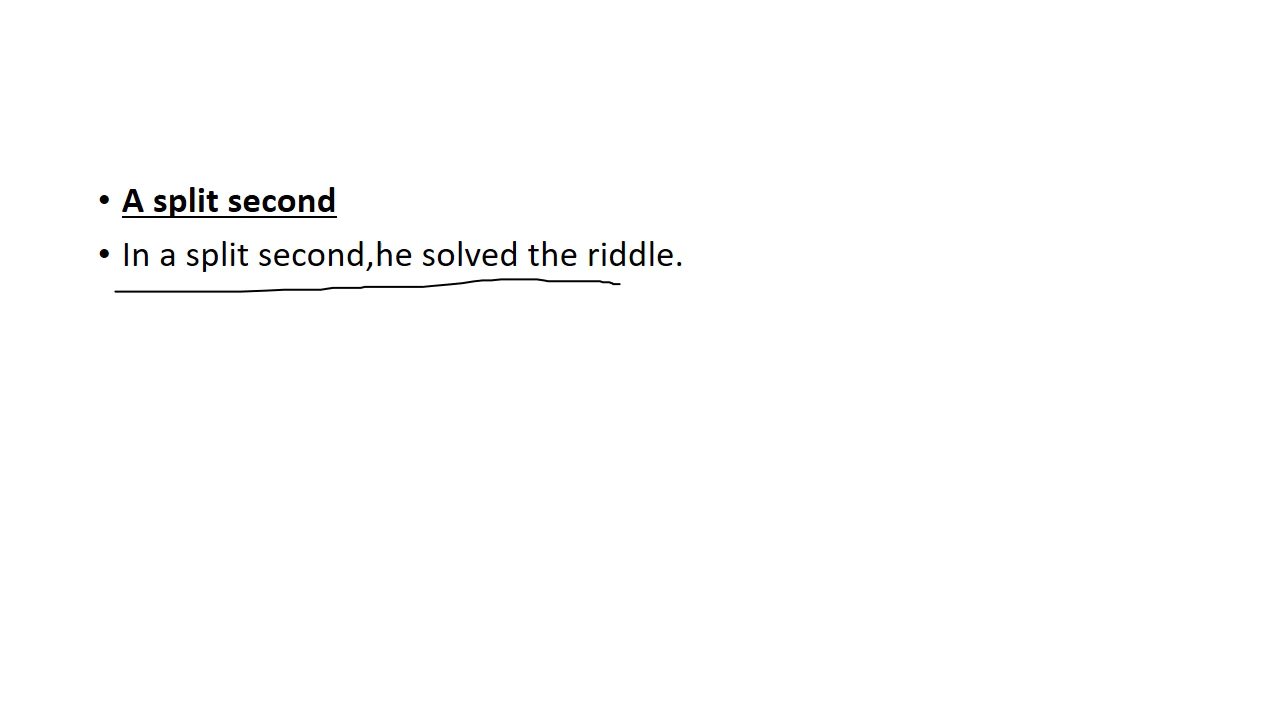 • A split second
• In a split second,he solved the riddle.